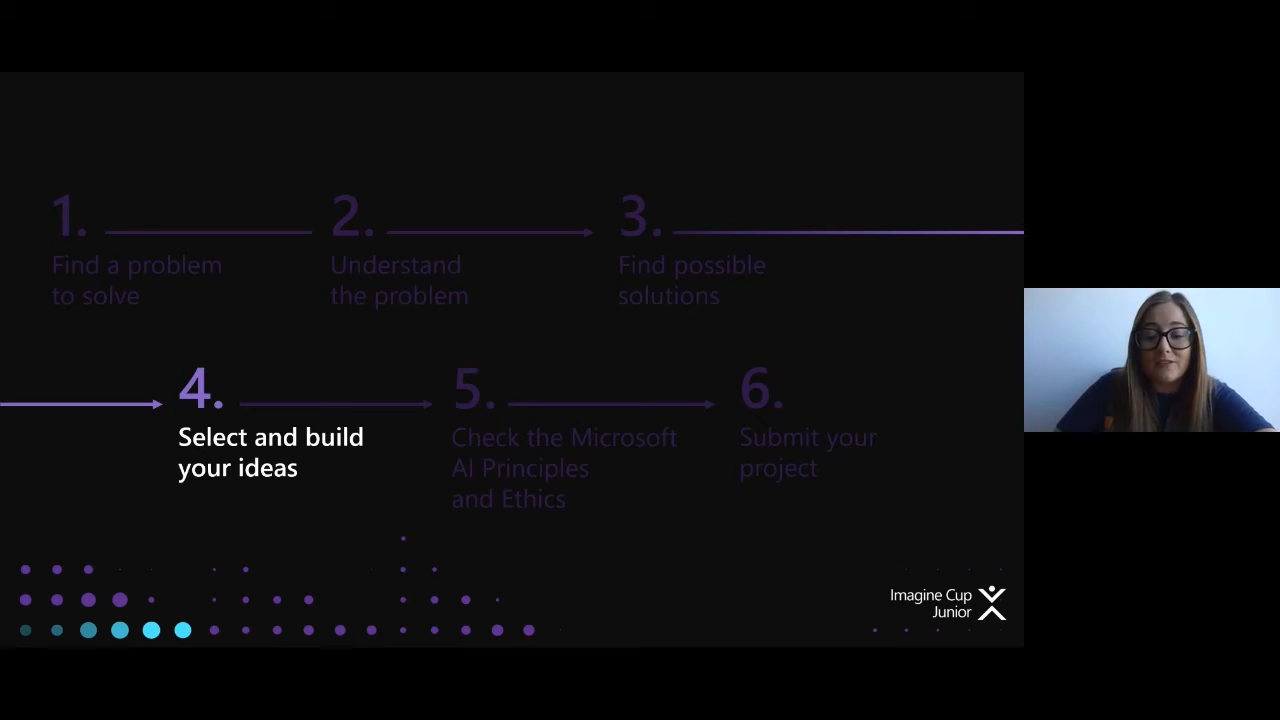 1.
2.
3.
Find a problem
to solve
Understand
the problem
Find possible
solutions
4.
5.
6.
Select and build
your ideas
Check the Microsoft
AI Principles
and Ethics
Submit your
project
Imagine Cup
Junior